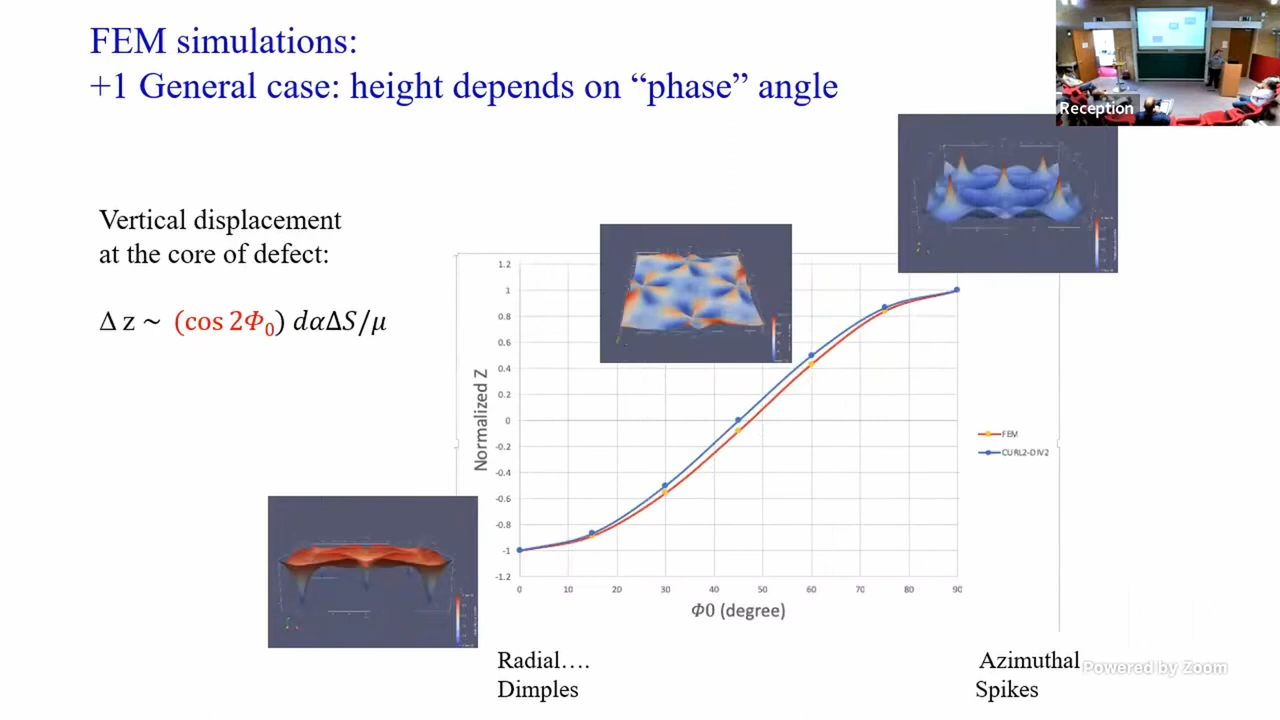 FEM simulations:
+1 General case: height depends on “phase” angle
Reception
Vertical displacement
at the core of defect:
Δ z ~ (cos 2Φ₀) dαΔS/μ
Normalized Z
1.2
1
0.8
0.6
0.4
0.2
0
-0.2
-0.4
-0.6
-0.8
-1
-1.2
0 10 20 30 40 50 60 70 80 90
Φ0 (degree)
FEM
CURL2-DIV2
Radial….
Dimples
Azimuthal
Spikes
Powered by Zoom